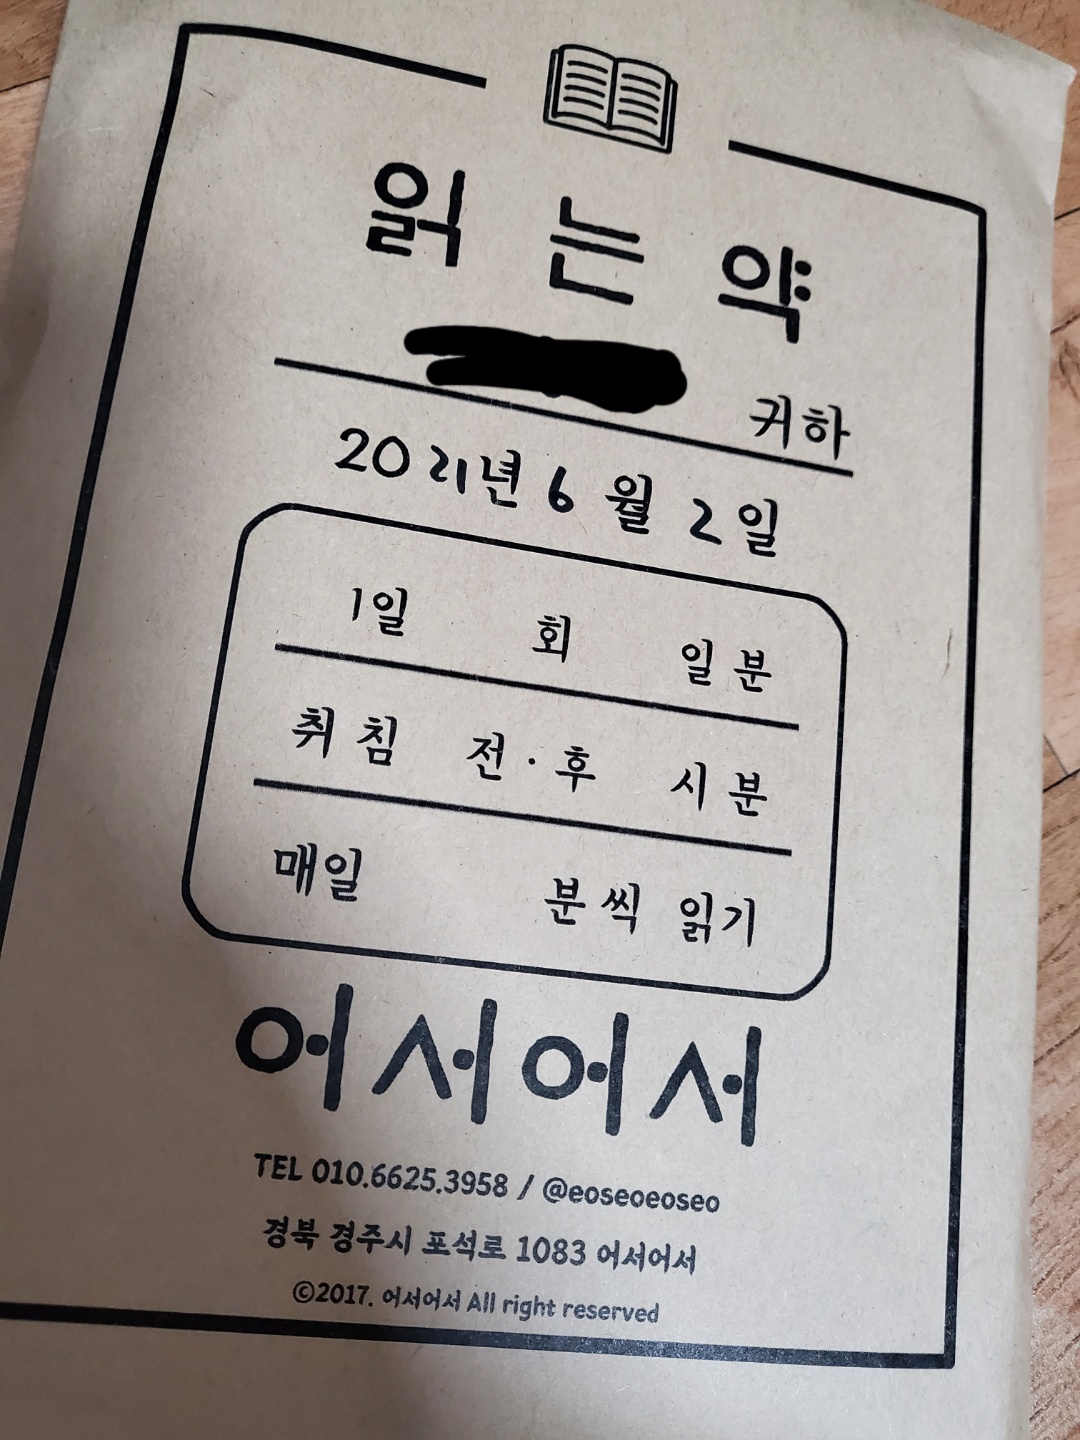 읽는약
귀하
2021년 6월 2일
1일 회 일분
취침 전·후 시분
매일 분씩 읽기
어서어서
TEL 010.6625.3958 / @eoseoeoseo
경북 경주시 포석로 1083 어서어서
©2017. 어서어서 All right reserved